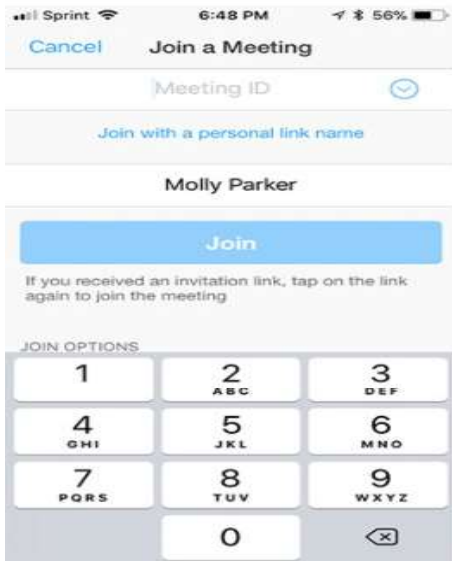 Sprint 6:48 PM 56%
Cancel Join a Meeting
Meeting ID
Join with a personal link name
Molly Parker
Join
If you received an invitation link, tap on the link
again to join the meeting
JOIN OPTIONS
1 2 3
ABC DEF
4 5 6
GHI JKL MNO
7 8 9
PQRS TUV WXYZ
0